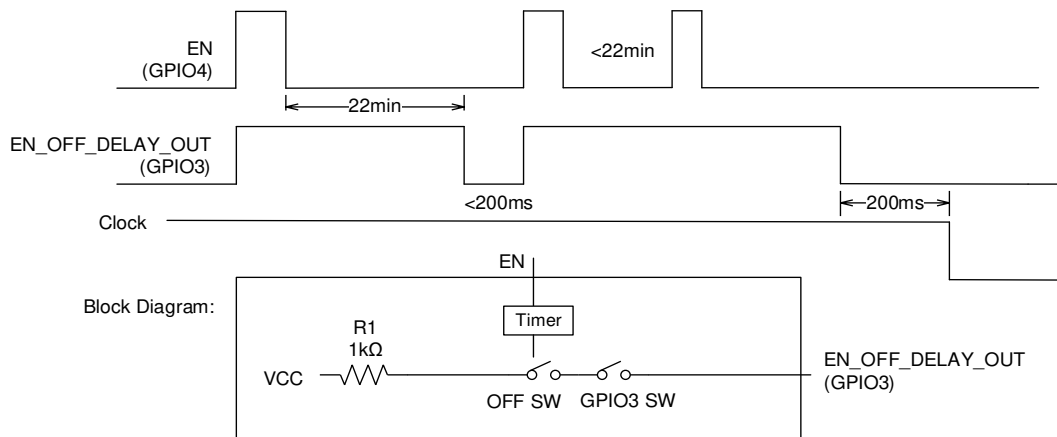 EN
(GPIO4)
<22min
22min
EN_OFF_DELAY_OUT
(GPIO3)
<200ms
200ms
Clock
EN
Block Diagram:
Timer
R1
1kΩ
VCC
OFF SW
GPIO3 SW
EN_OFF_DELAY_OUT
(GPIO3)